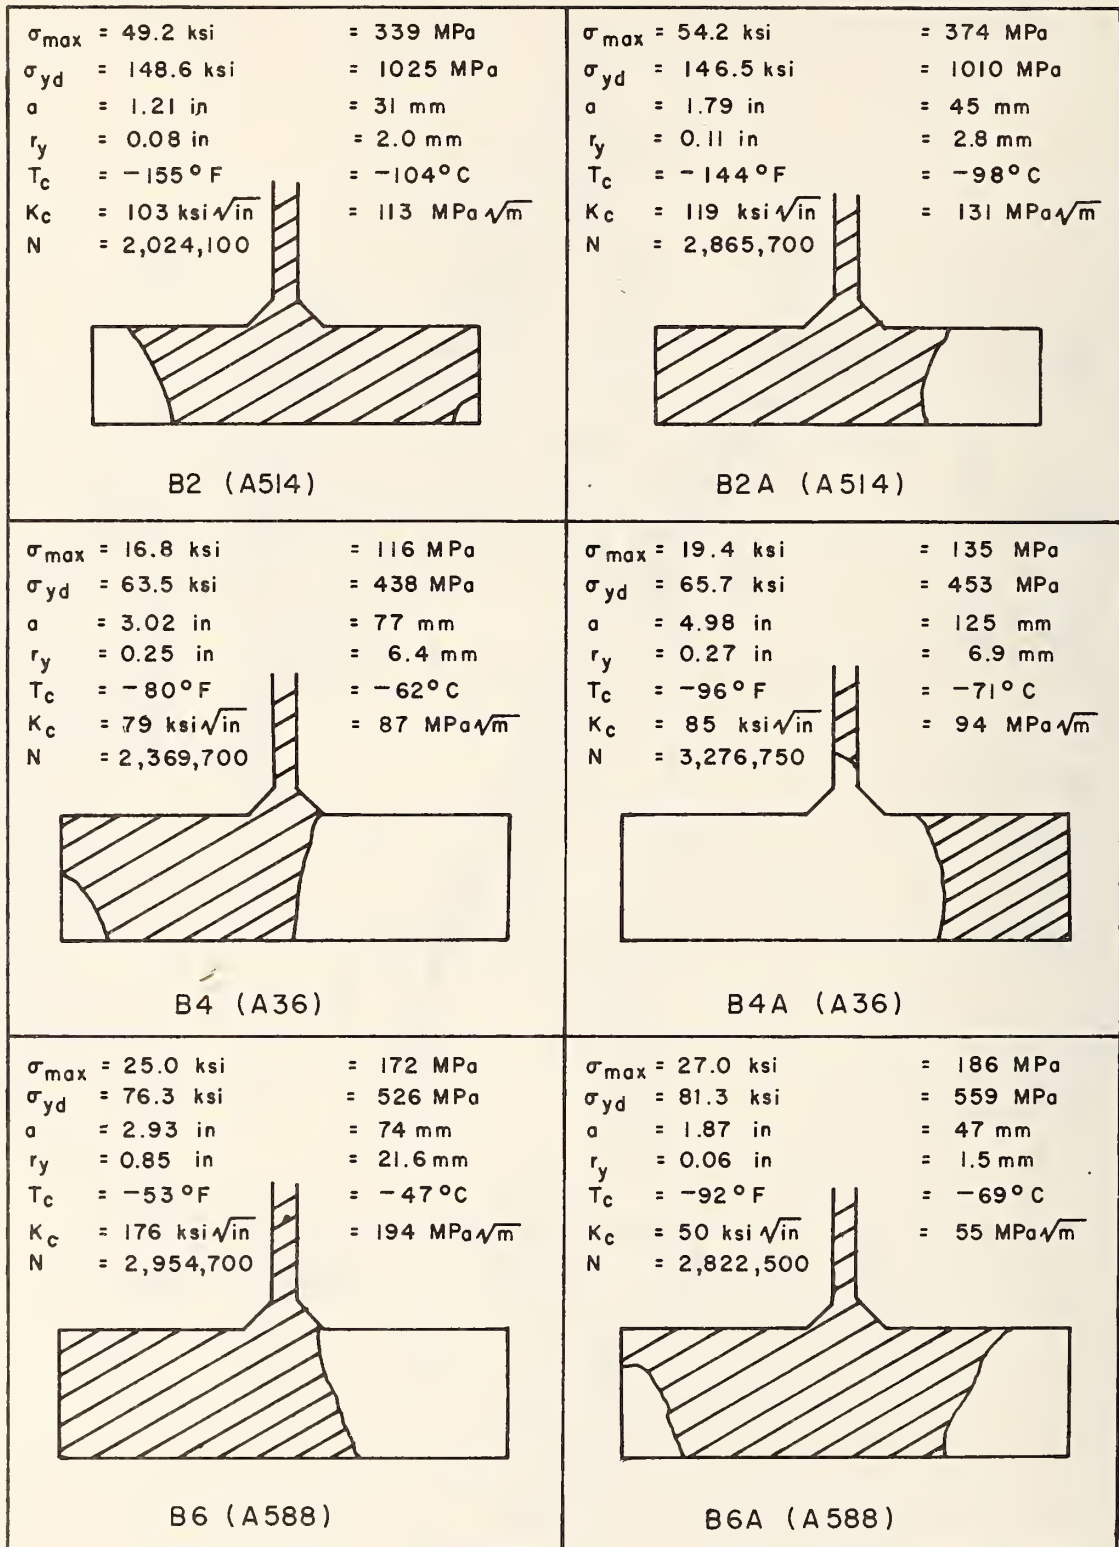 σmax = 49.2 ksi = 339 MPa
σyd = 148.6 ksi = 1025 MPa
a = 1.21 in = 31 mm
ry = 0.08 in = 2.0 mm
Tc = -155°F = -104°C
Kc = 103 ksi√in = 113 MPa√m
N = 2,024,100
B2 (A514)
σmax = 54.2 ksi = 374 MPa
σyd = 146.5 ksi = 1010 MPa
a = 1.79 in = 45 mm
ry = 0.11 in = 2.8 mm
Tc = -144°F = -98°C
Kc = 119 ksi√in = 131 MPa√m
N = 2,865,700
B2A (A514)
σmax = 16.8 ksi = 116 MPa
σyd = 63.5 ksi = 438 MPa
a = 3.02 in = 77 mm
ry = 0.25 in = 6.4 mm
Tc = -80°F = -62°C
Kc = 79 ksi√in = 87 MPa√m
N = 2,369,700
B4 (A36)
σmax = 19.4 ksi = 135 MPa
σyd = 65.7 ksi = 453 MPa
a = 4.98 in = 125 mm
ry = 0.27 in = 6.9 mm
Tc = -96°F = -71°C
Kc = 85 ksi√in = 94 MPa√m
N = 3,276,750
B4A (A36)
σmax = 25.0 ksi = 172 MPa
σyd = 76.3 ksi = 526 MPa
a = 2.93 in = 74 mm
ry = 0.85 in = 21.6 mm
Tc = -53°F = -47°C
Kc = 176 ksi√in = 194 MPa√m
N = 2,954,700
B6 (A588)
σmax = 27.0 ksi = 186 MPa
σyd = 81.3 ksi = 559 MPa
a = 1.87 in = 47 mm
ry = 0.06 in = 1.5 mm
Tc = -92°F = -69°C
Kc = 50 ksi√in = 55 MPa√m
N = 2,822,500
B6A (A588)